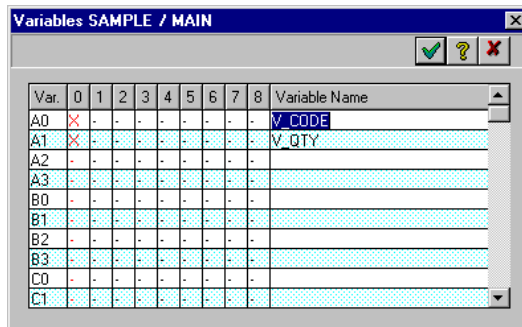 Variables SAMPLE / MAIN
Var. 0 1 2 3 4 5 6 7 8 Variable Name
A0 X - - - - - - - - V_CODE
A1 X - - - - - - - - V_QTY
A2 - - - - - - - - -
A3 - - - - - - - - -
B0 - - - - - - - - -
B1 - - - - - - - - -
B2 - - - - - - - - -
B3 - - - - - - - - -
C0 - - - - - - - - -
C1 - - - - - - - - -